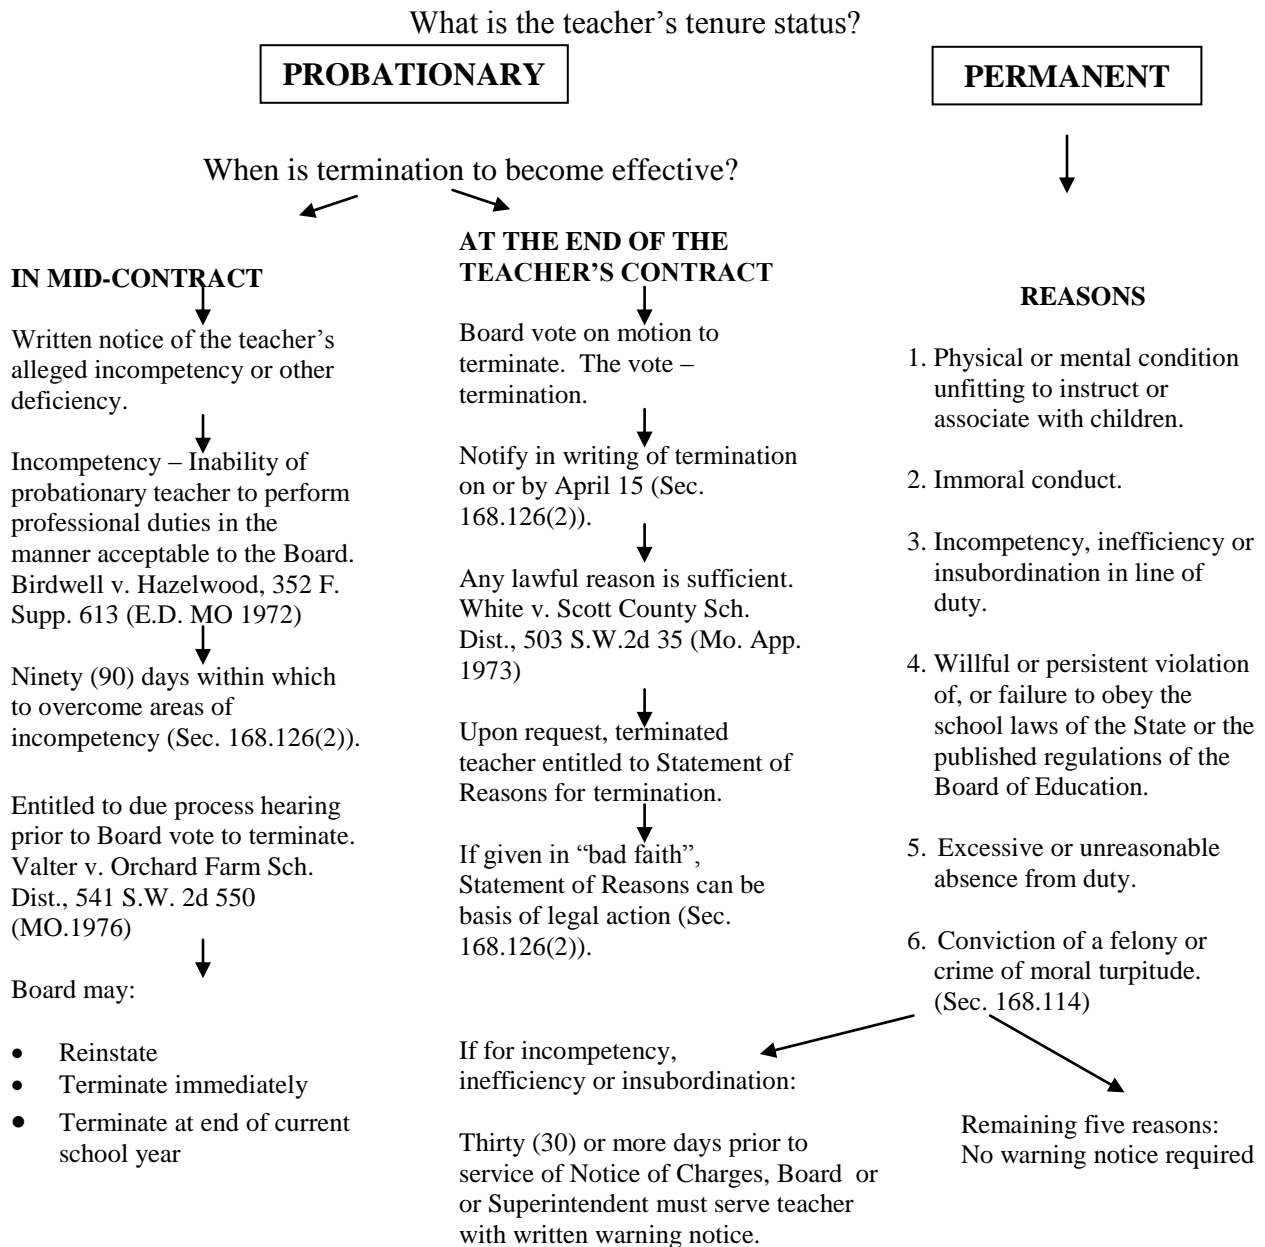 What is the teacher’s tenure status?
PROBATIONARY
PERMANENT
When is termination to become effective?
IN MID-CONTRACT
Written notice of the teacher’s
alleged incompetency or other
deficiency.
Incompetency – Inability of
probationary teacher to perform
professional duties in the
manner acceptable to the Board.
Birdwell v. Hazelwood, 352 F.
Supp. 613 (E.D. MO 1972)
Ninety (90) days within which
to overcome areas of
incompetency (Sec. 168.126(2)).
Entitled to due process hearing
prior to Board vote to terminate.
Valter v. Orchard Farm Sch.
Dist., 541 S.W. 2d 550
(MO.1976)
Board may:
• Reinstate
• Terminate immediately
• Terminate at end of current
school year
AT THE END OF THE
TEACHER’S CONTRACT
Board vote on motion to
terminate. The vote –
termination.
Notify in writing of termination
on or by April 15 (Sec.
168.126(2)).
Any lawful reason is sufficient.
White v. Scott County Sch.
Dist., 503 S.W.2d 35 (Mo. App.
1973)
Upon request, terminated
teacher entitled to Statement of
Reasons for termination.
If given in “bad faith”,
Statement of Reasons can be
basis of legal action (Sec.
168.126(2)).
REASONS
1. Physical or mental condition
unfitting to instruct or
associate with children.
2. Immoral conduct.
3. Incompetency, inefficiency or
insubordination in line of
duty.
4. Willful or persistent violation
of, or failure to obey the
school laws of the State or the
published regulations of the
Board of Education.
5. Excessive or unreasonable
absence from duty.
6. Conviction of a felony or
crime of moral turpitude.
(Sec. 168.114)
If for incompetency,
inefficiency or insubordination:
Thirty (30) or more days prior to
service of Notice of Charges, Board or
or Superintendent must serve teacher
with written warning notice.
Remaining five reasons:
No warning notice required